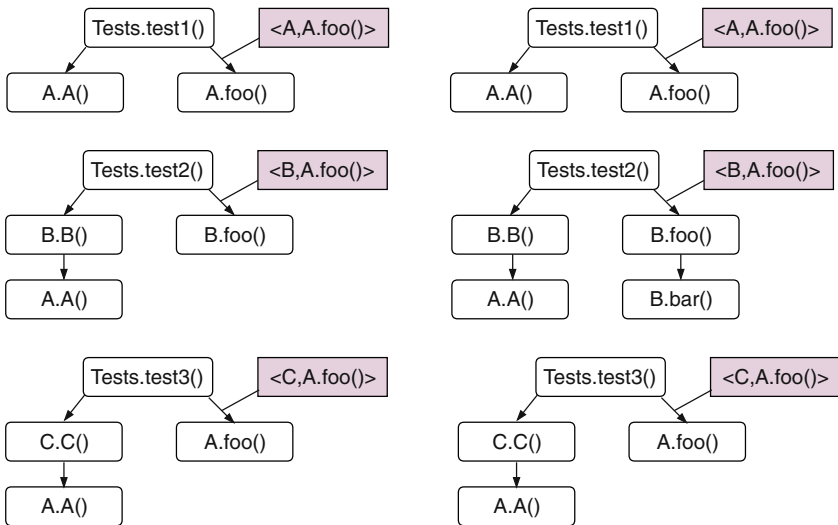 Tests.test1()
<A,A.foo()>
A.A()
A.foo()
Tests.test1()
<A,A.foo()>
A.A()
A.foo()
Tests.test2()
<B,A.foo()>
B.B()
B.foo()
A.A()
Tests.test2()
<B,A.foo()>
B.B()
B.foo()
A.A()
B.bar()
Tests.test3()
<C,A.foo()>
C.C()
A.foo()
A.A()
Tests.test3()
<C,A.foo()>
C.C()
A.foo()
A.A()